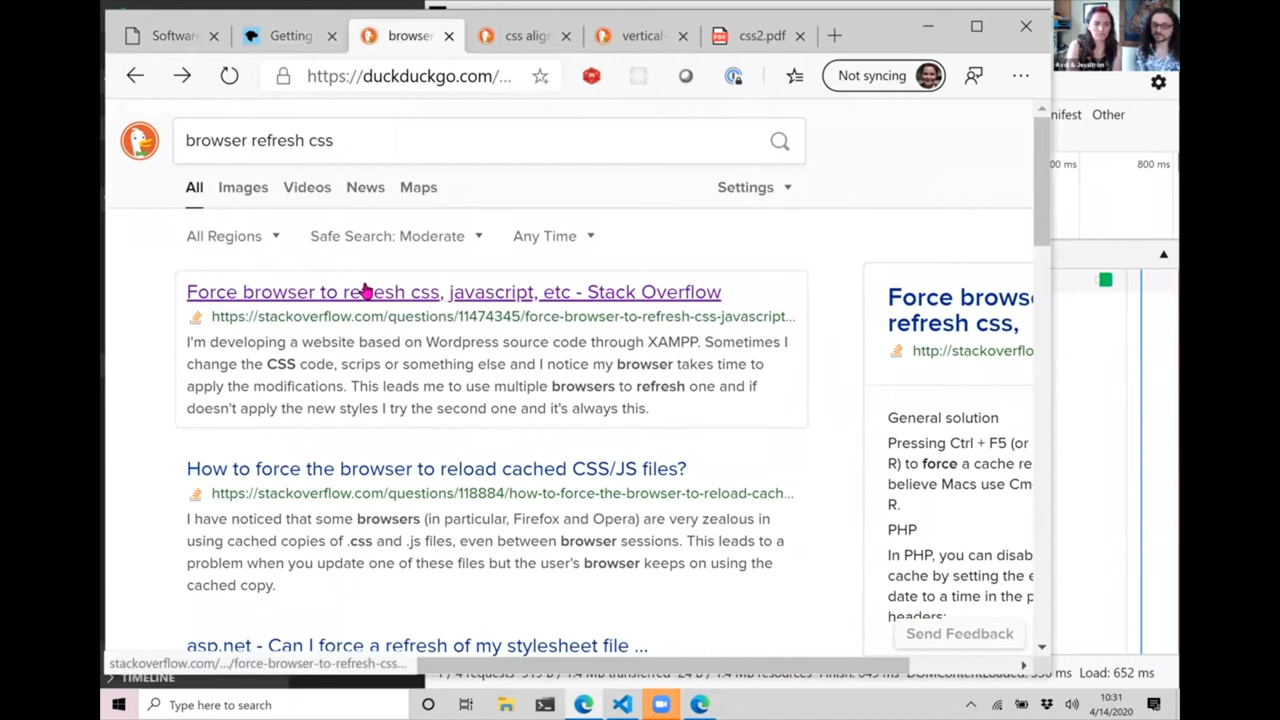 Softwar
Getting
browser
css alig
vertical-
css2.pdf
Avdi & Jessitron
https://duckduckgo.com/...
Not syncing
nifest Other
browser refresh css
00 ms 800 ms
All Images Videos News Maps
Settings
All Regions Safe Search: Moderate Any Time
Force browser to refresh css, javascript, etc - Stack Overflow
https://stackoverflow.com/questions/11474345/force-browser-to-refresh-css-javascript...
I'm developing a website based on Wordpress source code through XAMPP. Sometimes I
change the CSS code, scrips or something else and I notice my browser takes time to
apply the modifications. This leads me to use multiple browsers to refresh one and if
doesn't apply the new styles I try the second one and it's always this.
How to force the browser to reload cached CSS/JS files?
https://stackoverflow.com/questions/118884/how-to-force-the-browser-to-reload-cach...
I have noticed that some browsers (in particular, Firefox and Opera) are very zealous in
using cached copies of .css and .js files, even between browser sessions. This leads to a
problem when you update one of these files but the user's browser keeps on using the
cached copy.
asp.net - Can I force a refresh of my stylesheet file ...
Force browse
refresh css,
http://stackoverflo
General solution
Pressing Ctrl + F5 (or
R) to force a cache re
believe Macs use Cm
R.
PHP
In PHP, you can disab
cache by setting the e
date to a time in the p
headers:
Send Feedback
stackoverflow.com/.../force-browser-to-refresh-css...
TIMELINE
Load: 652 ms
Type here to search
10:31
4/14/2020